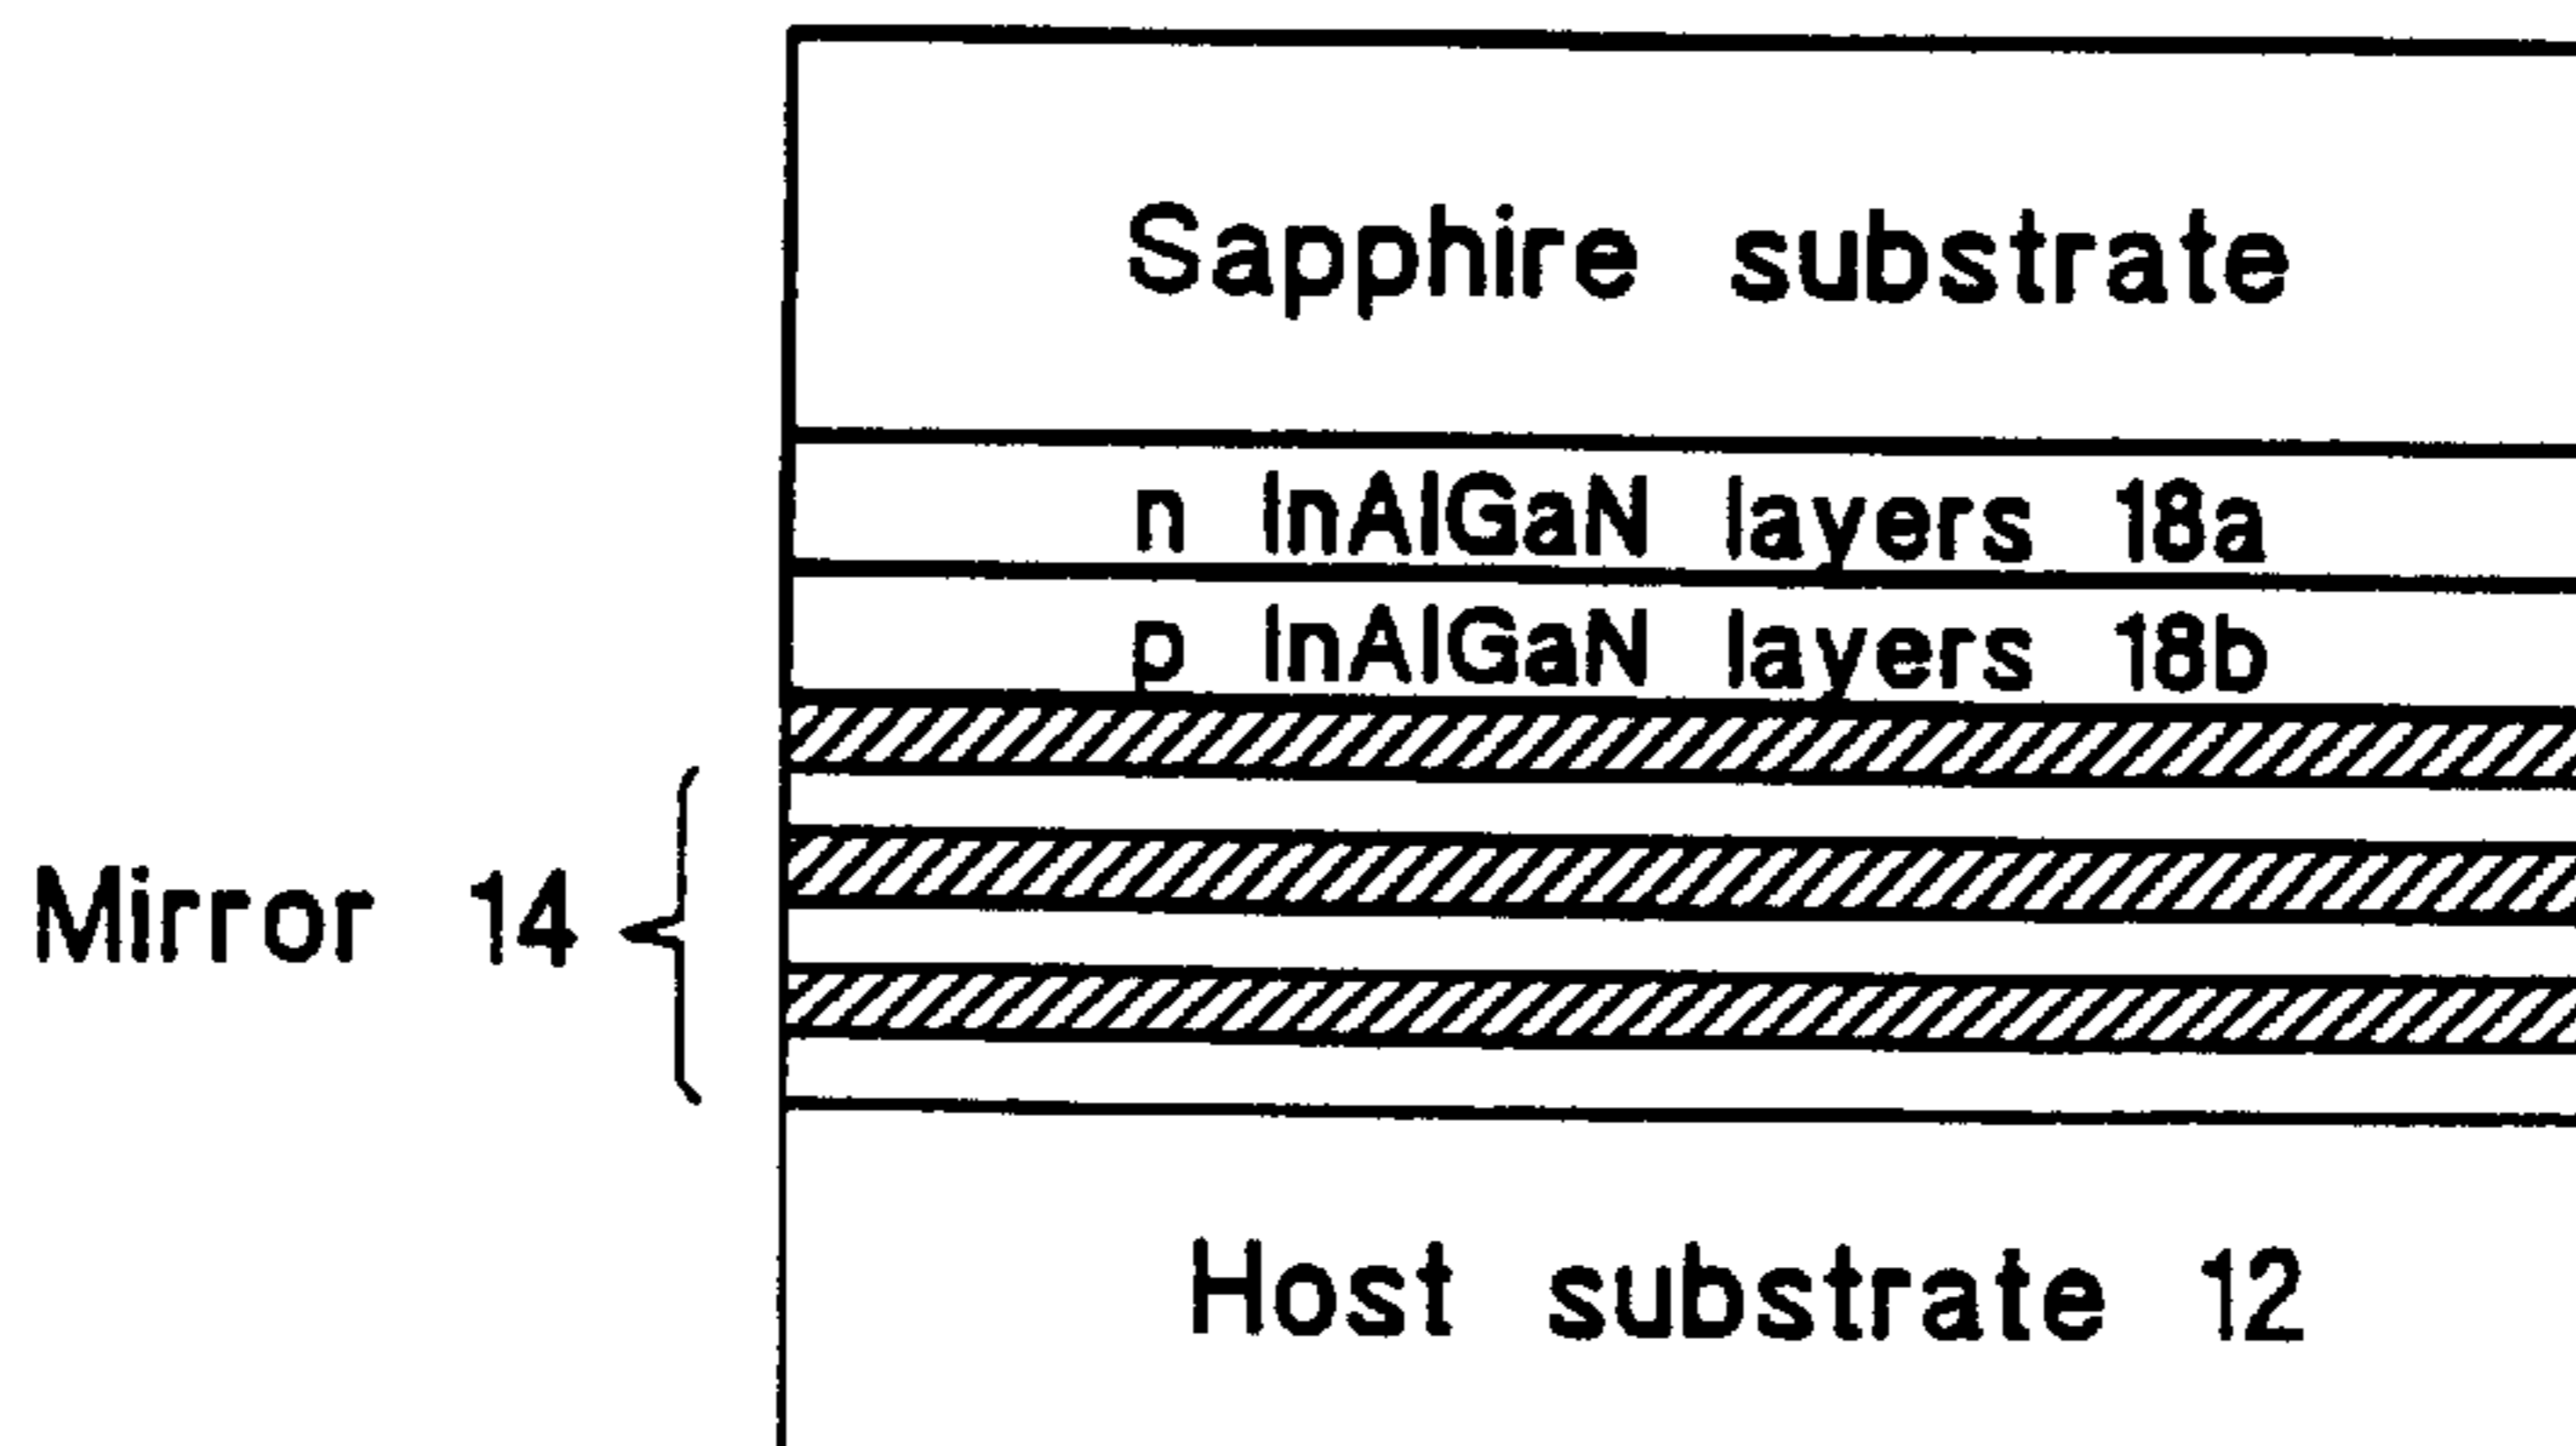 Sapphire substrate
n InAlGaN layers 18a
p InAlGaN layers 18b
Mirror 14
Host substrate 12